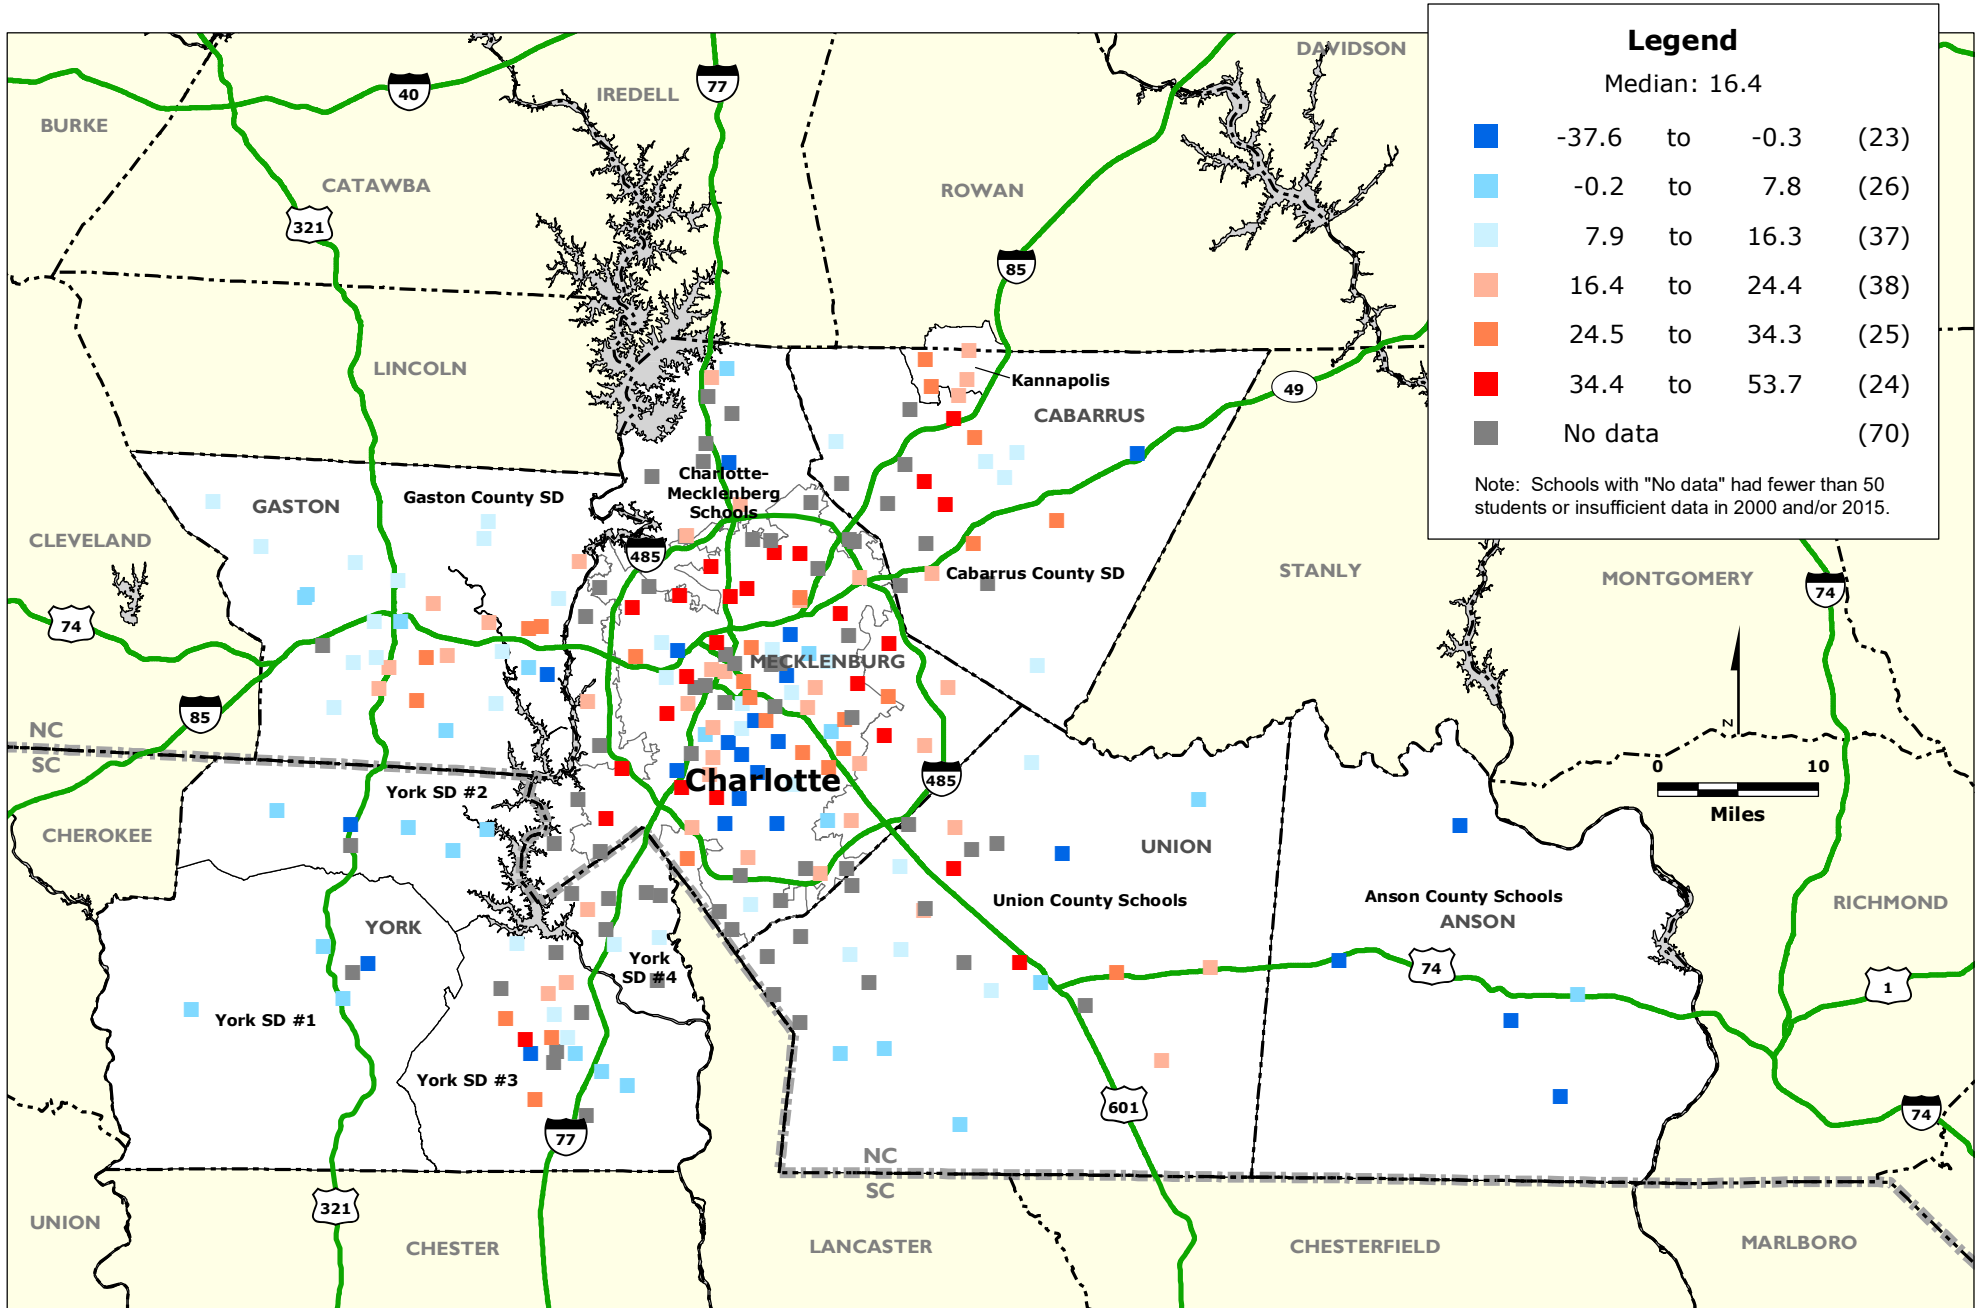 Legend
Median: 16.4
-37.6 to -0.3 (23)
-0.2 to 7.8 (26)
7.9 to 16.3 (37)
16.4 to 24.4 (38)
24.5 to 34.3 (25)
34.4 to 53.7 (24)
No data (70)
Note: Schools with "No data" had fewer than 50
students or insufficient data in 2000 and/or 2015.
DAVIDSON
IREDELL
77
40
BURKE
CATAWBA
ROWAN
321
85
LINCOLN
Kannapolis
49
CABARRUS
Charlotte-
Mecklenberg
Schools
Gaston County SD
GASTON
CLEVELAND
485
Cabarrus County SD
STANLY
MONTGOMERY
74
74
MECKLENBURG
85
NC
SC
N
0 10
Miles
485
Charlotte
York SD #2
CHEROKEE
UNION
Union County Schools
Anson County Schools
ANSON
RICHMOND
YORK
York
SD #4
74
1
York SD #1
York SD #3
601
74
77
NC
SC
321
UNION
CHESTER
LANCASTER
CHESTERFIELD
MARLBORO